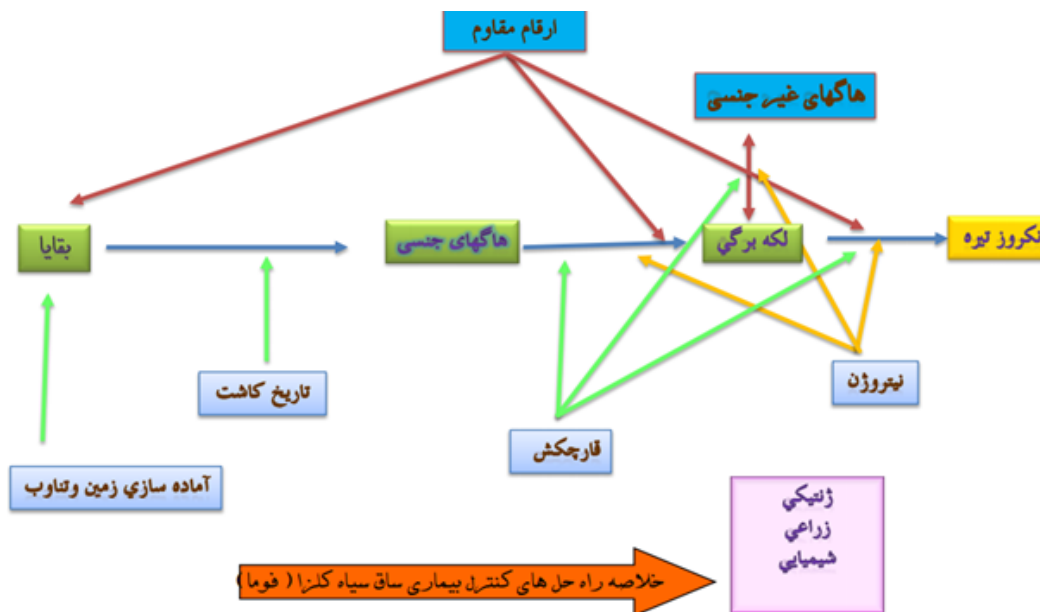 ارقام مقاوم
هاگهای غیر جنسی
بقایا
هاگهای جنسی
لکه برگي
نکروز تیره
تاریخ کاشت
نیتروژن
قارچکش
آماده سازي زمین وتناوب
ژنتیکي
زراعي
شیمیایي
خلاصه راه حل های کنترل بیماری ساق سیاه کلزا ( فوما )